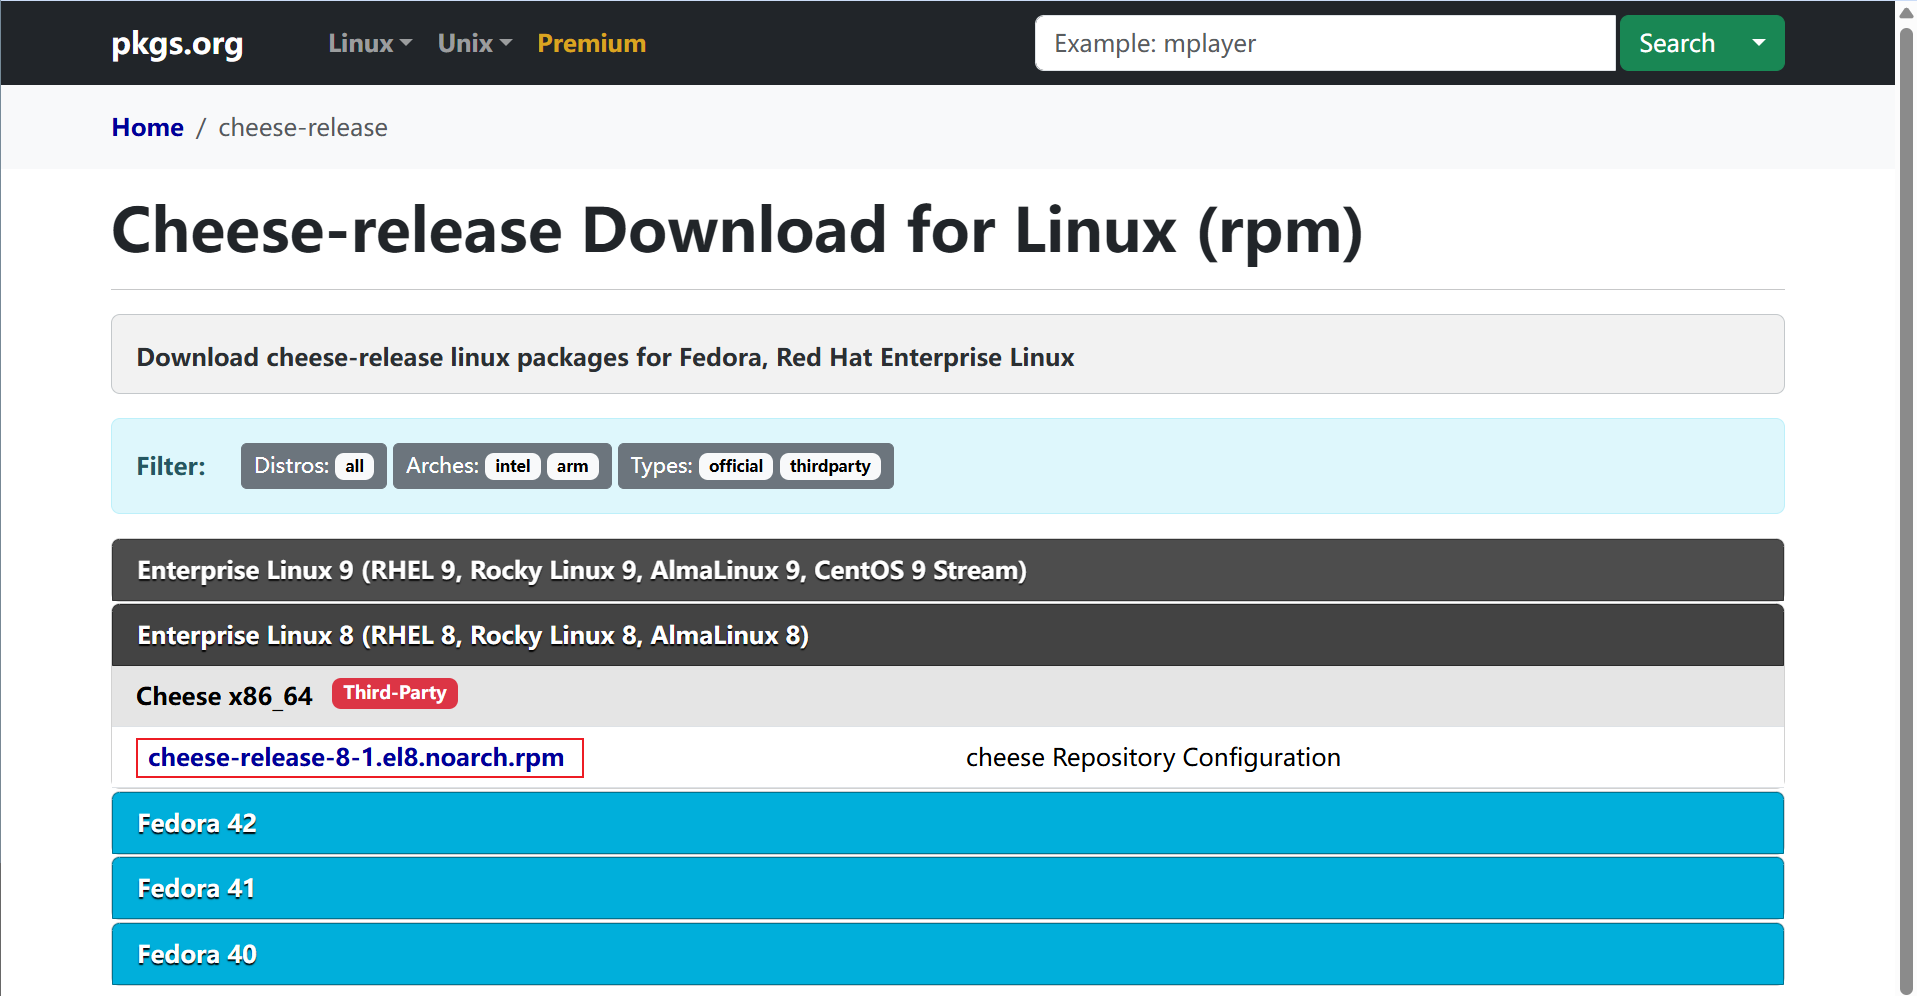 pkgs.org Linux Unix Premium Example: mplayer Search
Home / cheese-release
Cheese-release Download for Linux (rpm)
Download cheese-release linux packages for Fedora, Red Hat Enterprise Linux
Filter: Distros: all Arches: intel arm Types: official thirdparty
Enterprise Linux 9 (RHEL 9, Rocky Linux 9, AlmaLinux 9, CentOS 9 Stream)
Enterprise Linux 8 (RHEL 8, Rocky Linux 8, AlmaLinux 8)
Cheese x86_64 Third-Party
cheese-release-8-1.el8.noarch.rpm cheese Repository Configuration
Fedora 42
Fedora 41
Fedora 40